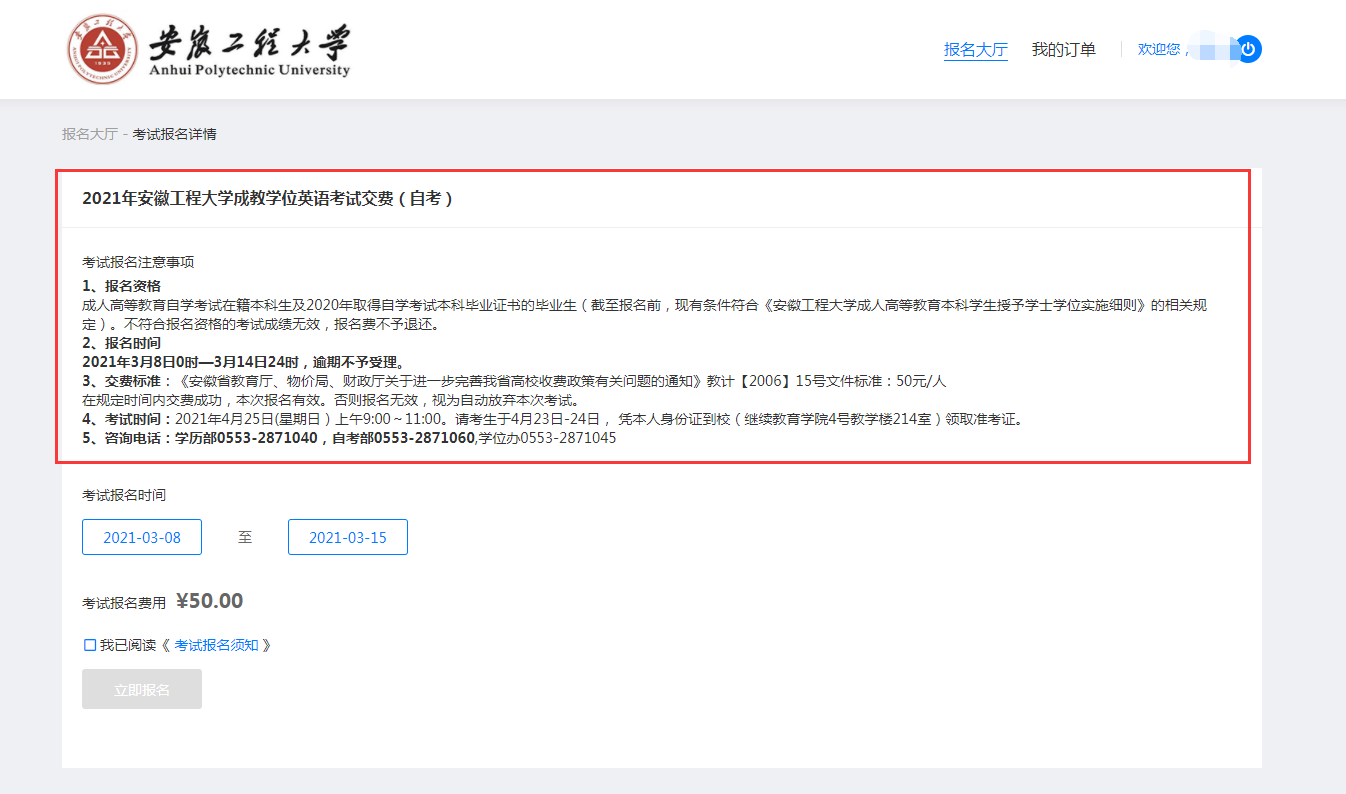 安徽工程大学
Anhui Polytechnic University
报名大厅 我的订单 欢迎您，
报名大厅 - 考试报名详情
2021年安徽工程大学成教学位英语考试交费（自考）
考试报名注意事项
1、报名资格
成人高等教育自学考试在籍本科生及2020年取得自学考试本科毕业证书的毕业生（截至报名前，现有条件符合《安徽工程大学成人高等教育本科学生授予学士学位实施细则》的相关规
定）。不符合报名资格的考试成绩无效，报名费不予退还。
2、报名时间
2021年3月8日0时—3月14日24时，逾期不予受理。
3、交费标准：《安徽省教育厅、物价局、财政厅关于进一步完善我省高校收费政策有关问题的通知》教计【2006】15号文件标准：50元/人
在规定时间内交费成功，本次报名有效。否则报名无效，视为自动放弃本次考试。
4、考试时间：2021年4月25日(星期日）上午9:00～11:00。请考生于4月23日-24日， 凭本人身份证到校（继续教育学院4号教学楼214室）领取准考证。
5、咨询电话：学历部0553-2871040，自考部0553-2871060,学位办0553-2871045
考试报名时间
2021-03-08 至 2021-03-15
考试报名费用 ¥50.00
我已阅读《 考试报名须知 》
立即报名